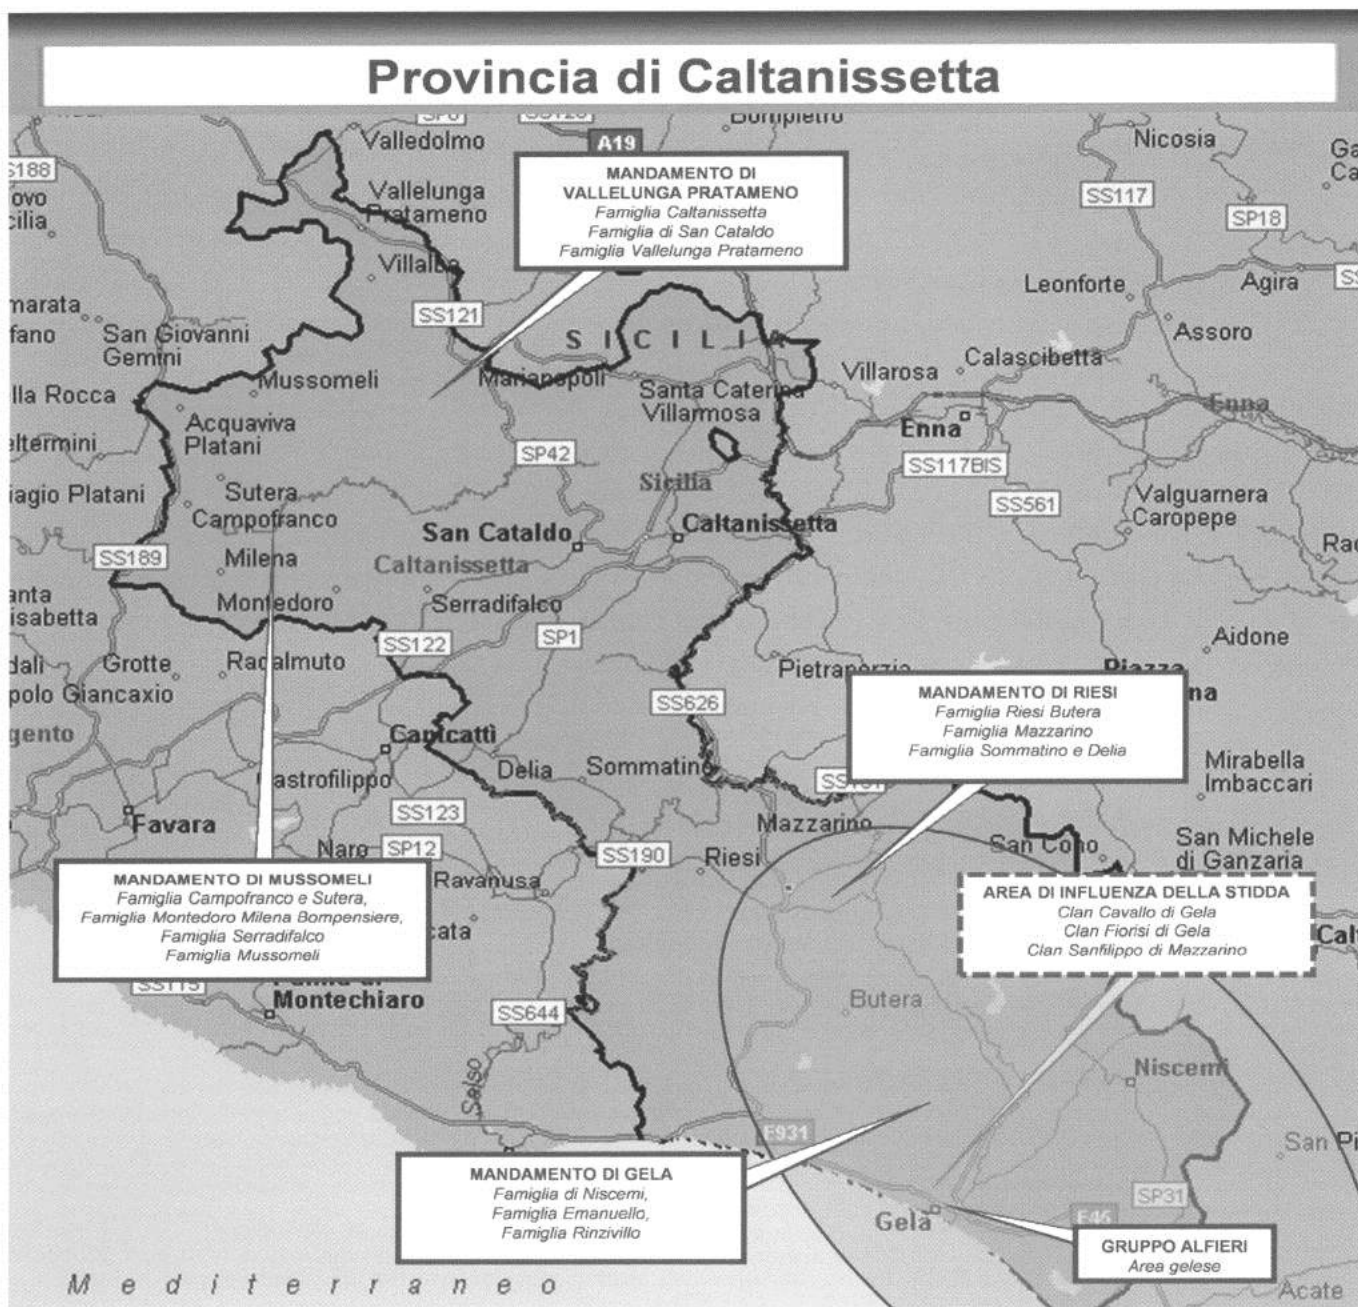 Provincia di Caltanissetta
Valledolmo
A19
Nicosia
SS188
MANDAMENTO DI
VALLELUNGA PRATAMENO
Famiglia Caltanissetta
Famiglia di San Cataldo
Famiglia Vallelunga Pratameno
Vallelunga
Pratameno
SS117
SP18
Villalba
Leonforte
Agira
SS121
San Giovanni
Gemini
SICILIA
Assoro
Calascibetta
Mussomeli
Marianopoli
Santa Caterina
Villarmosa
Villarosa
Enna
Acquaviva
Platani
Enna
SP42
SS117BIS
Sutera
Sicilia
Valguarnera
Caropepe
Campofranco
SS561
San Cataldo
Caltanissetta
SS189
Milena
Caltanissetta
Montedoro
Serradifalco
SS122
SP1
Aidone
Grotte
Racalmuto
Pietraperzia
Piazza
MANDAMENTO DI RIESI
Famiglia Riesi Butera
Famiglia Mazzarino
Famiglia Sommatino e Delia
SS626
Canicattì
Castrofilippo
Delia
Sommatino
Mirabella
Imbaccari
SS123
Favara
Mazzarino
Naro
SP12
SS190
Riesi
San Cono
San Michele
di Ganzaria
MANDAMENTO DI MUSSOMELI
Famiglia Campofranco e Sutera,
Famiglia Montedoro Milena Bompensiere,
Famiglia Serradifalco
Famiglia Mussomeli
Ravanusa
AREA DI INFLUENZA DELLA STIDDA
Clan Cavallo di Gela
Clan Fiorisi di Gela
Clan Sanfilippo di Mazzarino
SS115
Montechiaro
SS644
Butera
Niscemi
Salso
E931
MANDAMENTO DI GELA
Famiglia di Niscemi,
Famiglia Emanuello,
Famiglia Rinzivillo
SP31
Gela
E45
GRUPPO ALFIERI
Area gelese
Acate
Mediterraneo